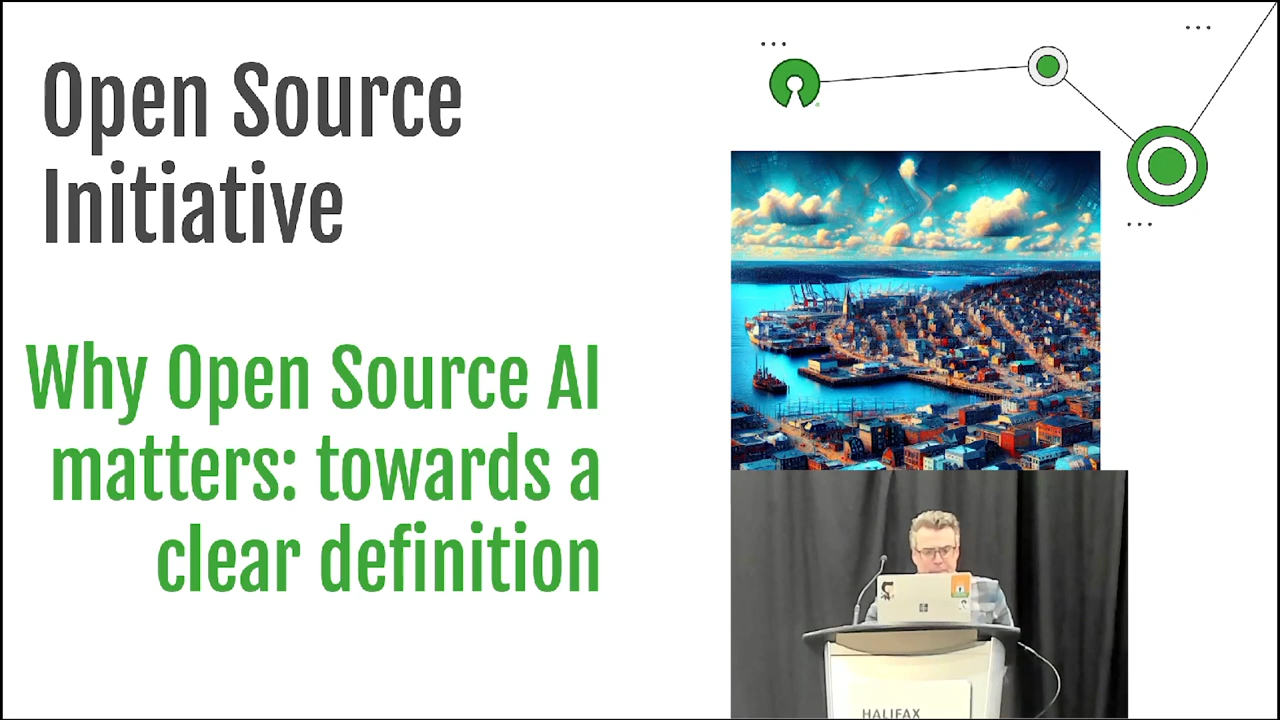 Open Source
Initiative
Why Open Source AI
matters: towards a
clear definition
HALIFAX